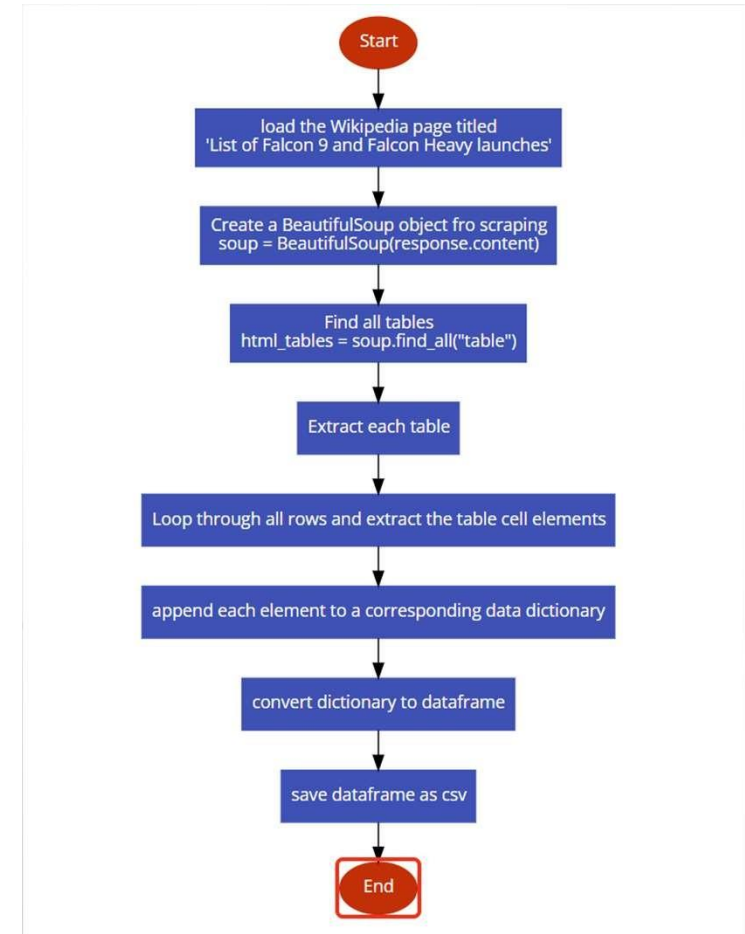 Start
load the Wikipedia page titled
'List of Falcon 9 and Falcon Heavy launches'
Create a BeautifulSoup object fro scraping
soup = BeautifulSoup(response.content)
Find all tables
html_tables = soup.find_all("table")
Extract each table
Loop through all rows and extract the table cell elements
append each element to a corresponding data dictionary
convert dictionary to dataframe
save dataframe as csv
End